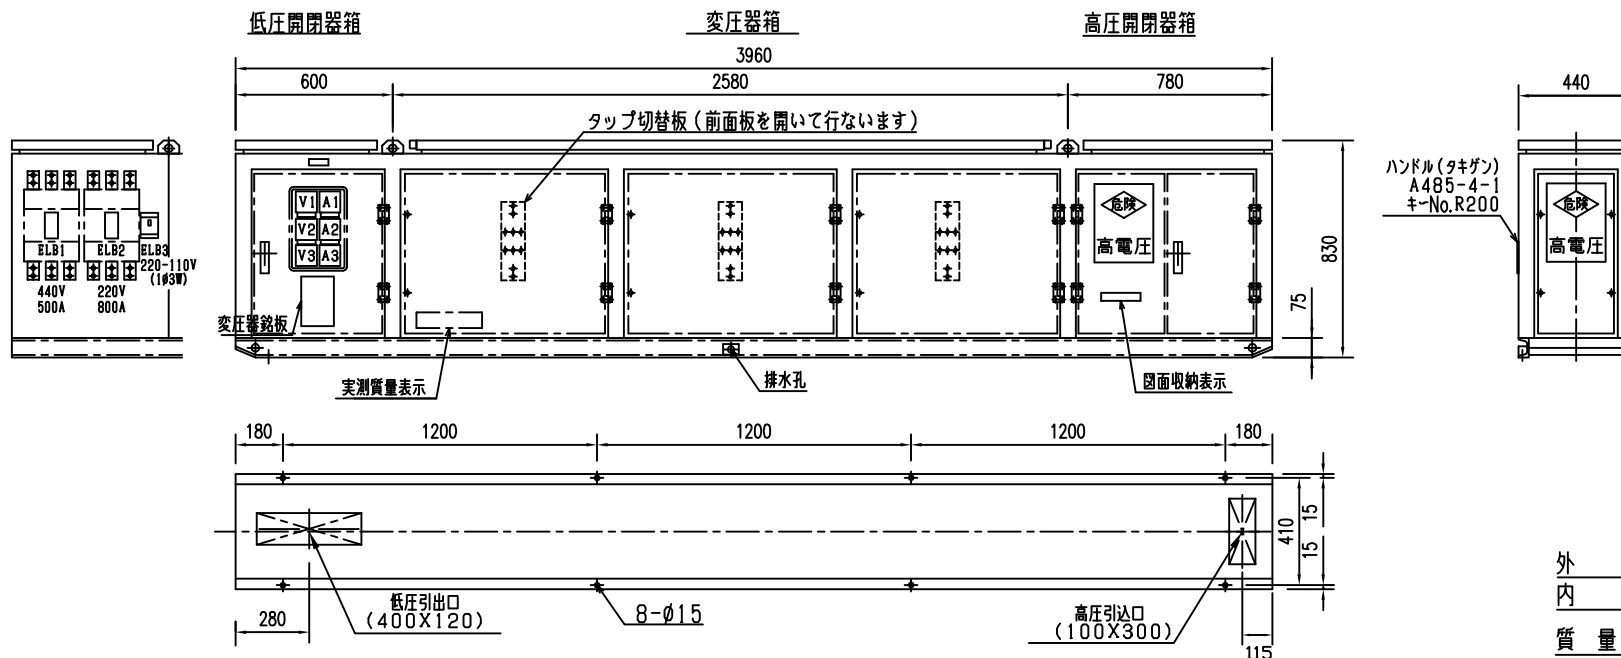 低圧開閉器箱
変圧器箱
高圧開閉器箱
3960
600
2580
780
440
タップ切替板(前面板を開いて行ないます)
ハンドル(タキゲン)
A485-4-1
キーNo.R200
V1 A1
V2 A2
V3 A3
危険
高電圧
危険
高電圧
ELB1
ELB2
ELB3
220-110V
(1φ3W)
440V
500A
220V
800A
830
75
変圧器銘板
実測質量表示
排水孔
図面収納表示
180
1200
1200
1200
180
410
15
15
低圧引出口
(400X120)
8-φ15
高圧引込口
(100X300)
280
115
外
内
質 量